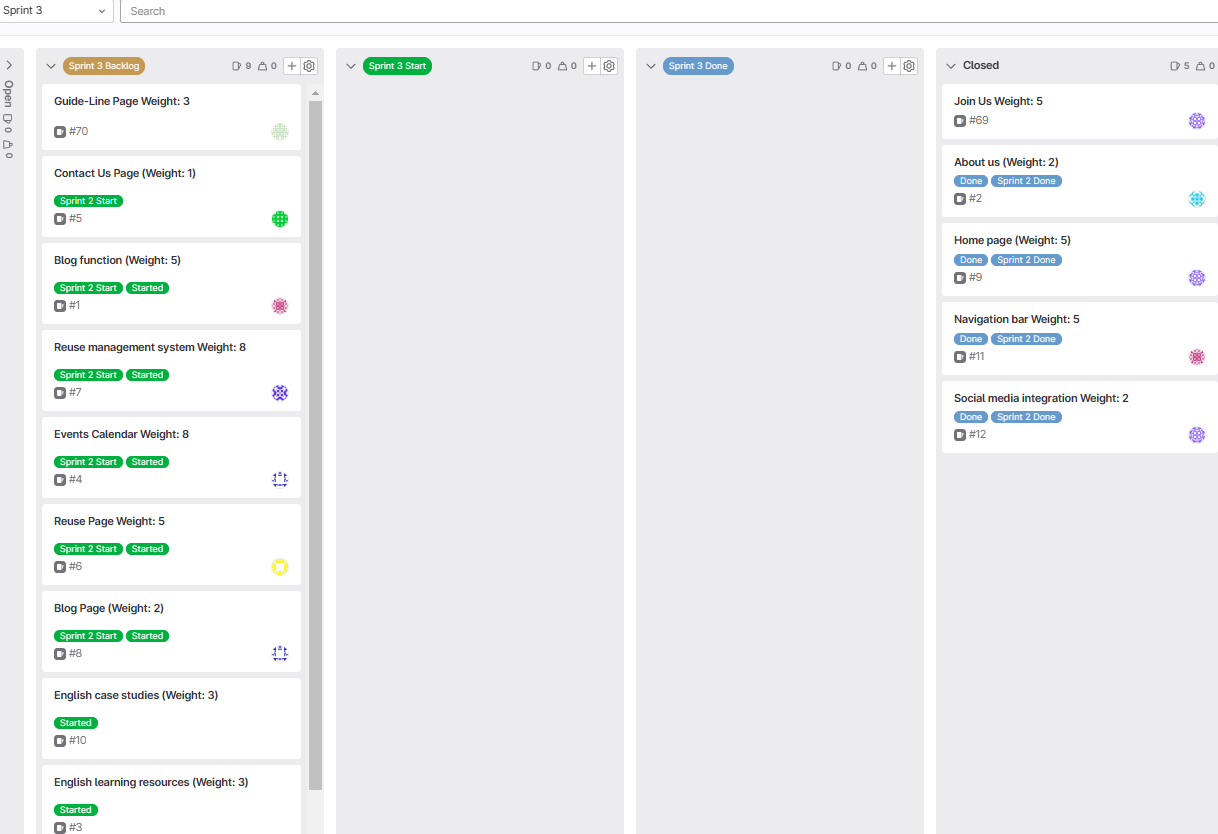 Sprint 3
Search
Open
0
0
Sprint 3 Backlog 9 0
Guide-Line Page Weight: 3
#70
Contact Us Page (Weight: 1)
Sprint 2 Start
#5
Blog function (Weight: 5)
Sprint 2 Start Started
#1
Reuse management system Weight: 8
Sprint 2 Start Started
#7
Events Calendar Weight: 8
Sprint 2 Start Started
#4
Reuse Page Weight: 5
Sprint 2 Start Started
#6
Blog Page (Weight: 2)
Sprint 2 Start Started
#8
English case studies (Weight: 3)
Started
#10
English learning resources (Weight: 3)
Started
#3
Sprint 3 Start 0 0
Sprint 3 Done 0 0
Closed 5 0
Join Us Weight: 5
#69
About us (Weight: 2)
Done Sprint 2 Done
#2
Home page (Weight: 5)
Done Sprint 2 Done
#9
Navigation bar Weight: 5
Done Sprint 2 Done
#11
Social media integration Weight: 2
Done Sprint 2 Done
#12